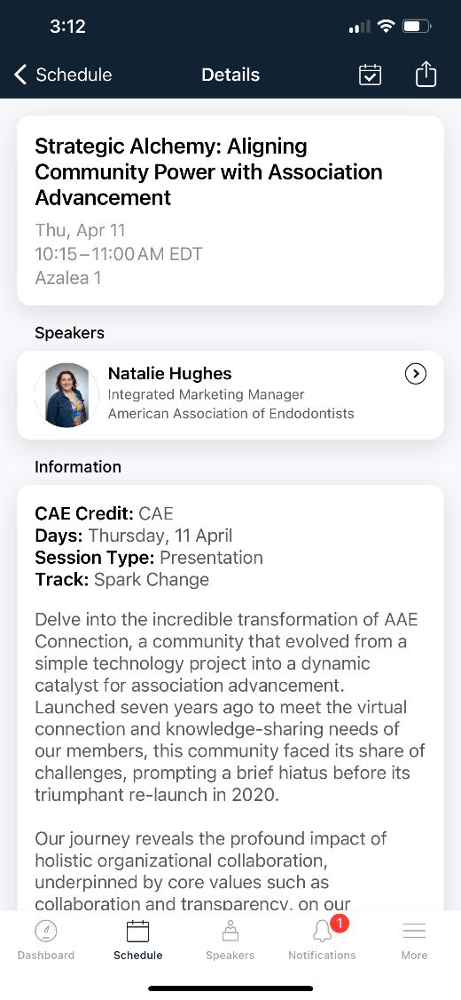 3:12
Schedule
Details
Strategic Alchemy: Aligning
Community Power with Association
Advancement
Thu, Apr 11
10:15–11:00 AM EDT
Azalea 1
Speakers
Natalie Hughes
Integrated Marketing Manager
American Association of Endodontists
Information
CAE Credit: CAE
Days: Thursday, 11 April
Session Type: Presentation
Track: Spark Change
Delve into the incredible transformation of AAE
Connection, a community that evolved from a
simple technology project into a dynamic
catalyst for association advancement.
Launched seven years ago to meet the virtual
connection and knowledge-sharing needs of
our members, this community faced its share of
challenges, prompting a brief hiatus before its
triumphant re-launch in 2020.
Our journey reveals the profound impact of
holistic organizational collaboration,
underpinned by core values such as
collaboration and transparency, on our
1
Dashboard
Schedule
Speakers
Notifications
More